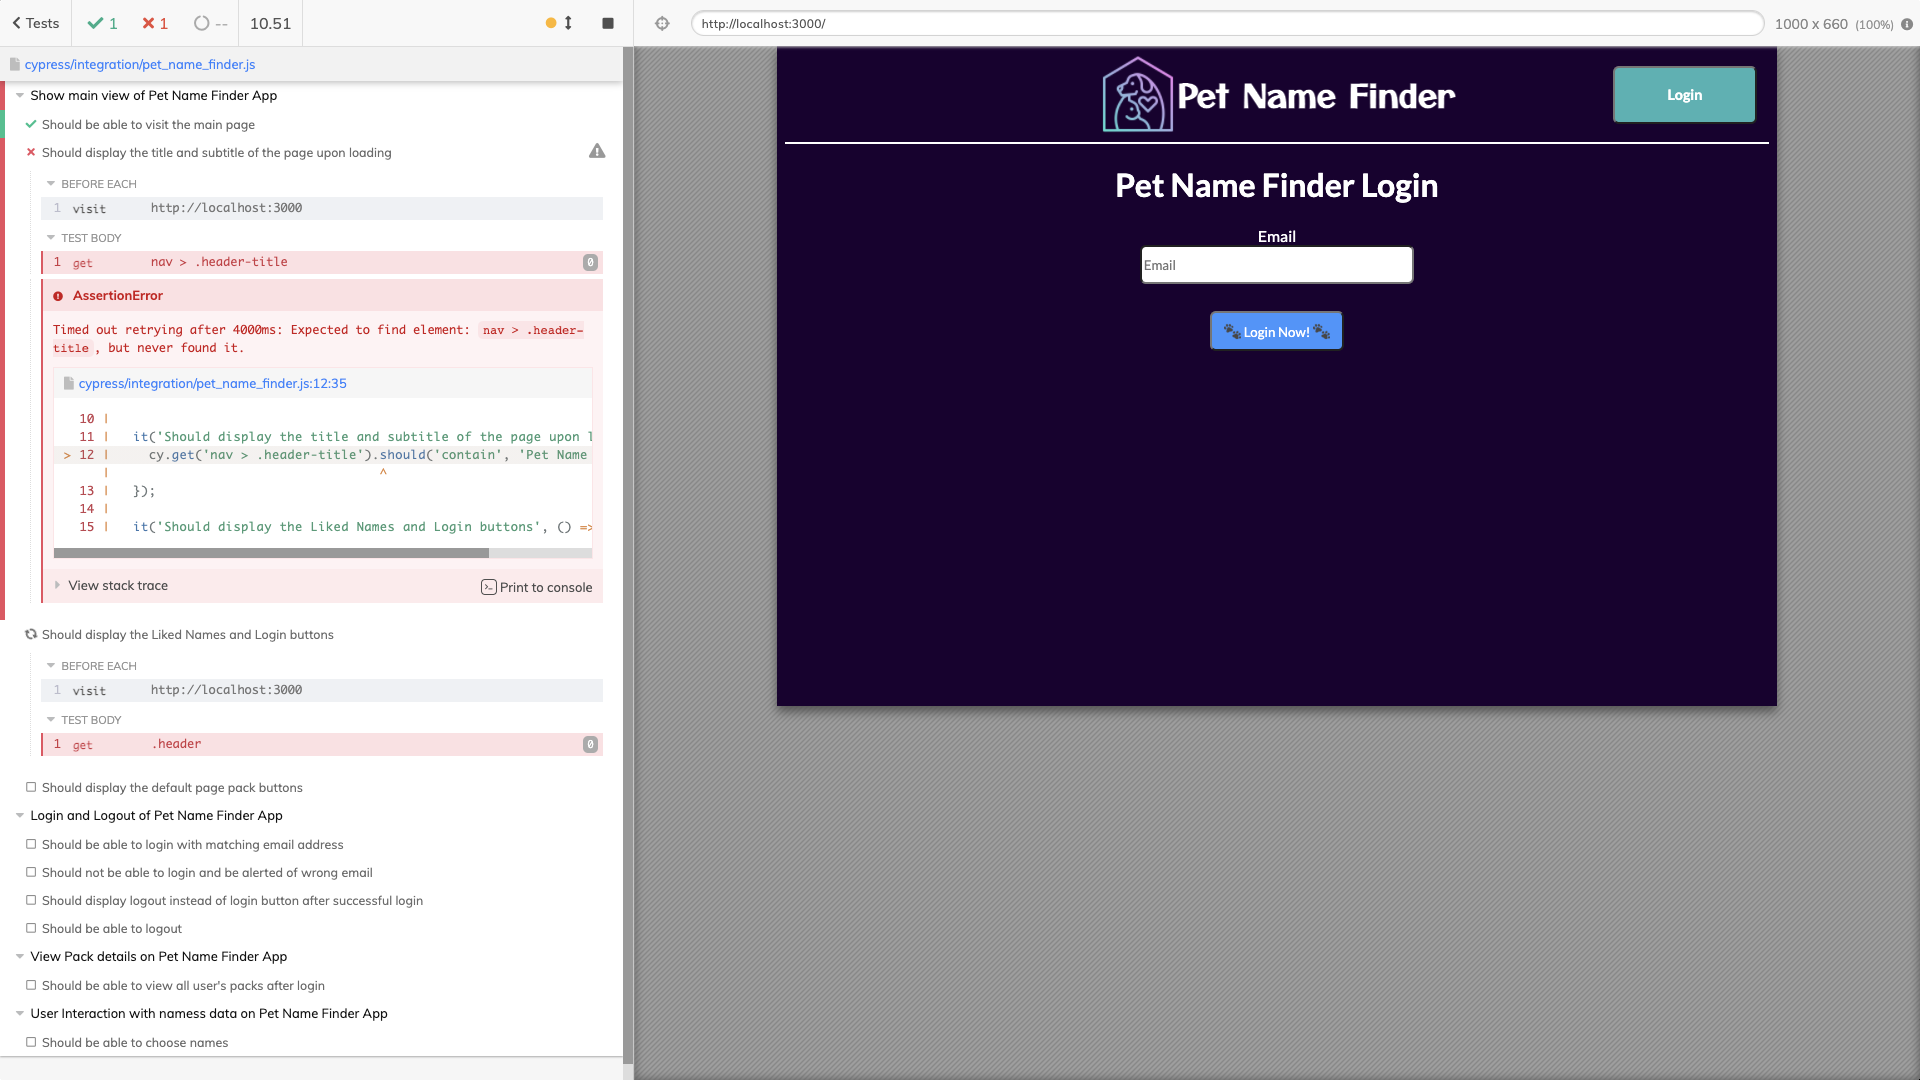 Tests
1
1
--
10.51
http://localhost:3000/
1000 x 660 (100%)
cypress/integration/pet_name_finder.js
Show main view of Pet Name Finder App
Should be able to visit the main page
Should display the title and subtitle of the page upon loading
BEFORE EACH
1 visit http://localhost:3000
TEST BODY
1 get nav > .header-title 0
AssertionError
Timed out retrying after 4000ms: Expected to find element: nav > .header-
title, but never found it.
cypress/integration/pet_name_finder.js:12:35
10 |
11 | it('Should display the title and subtitle of the page upon l
> 12 | cy.get('nav > .header-title').should('contain', 'Pet Name
| ^
13 | });
14 |
15 | it('Should display the Liked Names and Login buttons', () =>
View stack trace
Print to console
Should display the Liked Names and Login buttons
BEFORE EACH
1 visit http://localhost:3000
TEST BODY
1 get .header 0
Should display the default page pack buttons
Login and Logout of Pet Name Finder App
Should be able to login with matching email address
Should not be able to login and be alerted of wrong email
Should display logout instead of login button after successful login
Should be able to logout
View Pack details on Pet Name Finder App
Should be able to view all user's packs after login
User Interaction with namess data on Pet Name Finder App
Should be able to choose names
Pet Name Finder
Login
Pet Name Finder Login
Email
Email
Login Now!